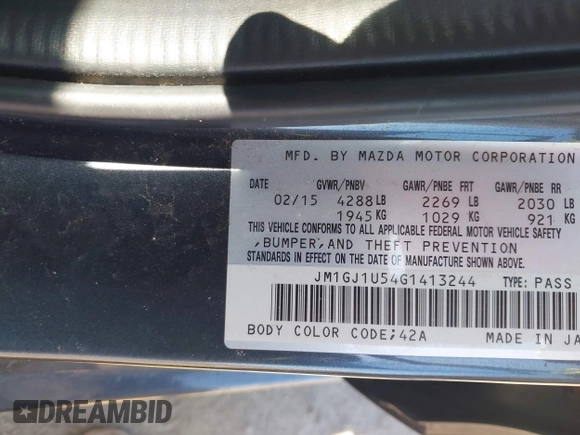 MFD. BY MAZDA MOTOR CORPORATION
DATE GVWR/PNBV GAWR/PNBE FRT GAWR/PNBE RR
02/15 4288 LB 2269 LB 2030 LB
1945 KG 1029 KG 921 KG
THIS VEHICLE CONFORMS TO ALL APPLICABLE FEDERAL MOTOR VEHICLE SAFETY
,BUMPER,AND THEFT PREVENTION
STANDARDS IN EFFECT ON THE DATE OF MANUFACTURE SHOWN ABOVE.
JM1GJ1U54G1413244 TYPE: PASS
BODY COLOR CODE;42A MADE IN JA
DREAMBID